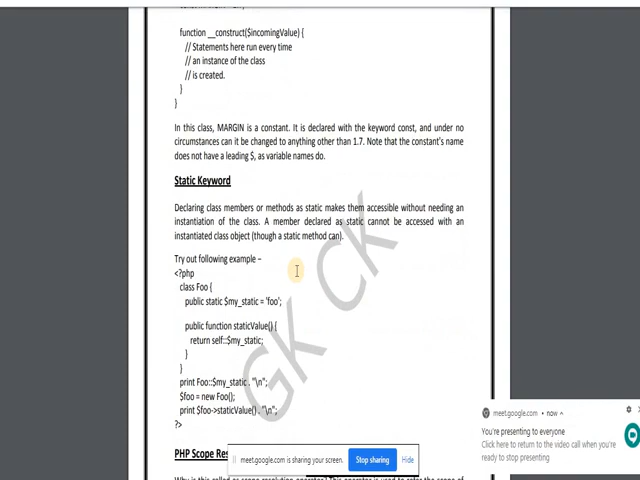 function __construct($incomingValue) {
// Statements here run every time
// an instance of the class
// is created.
}
}
In this class, MARGIN is a constant. It is declared with the keyword const, and under no
circumstances can it be changed to anything other than 1.7. Note that the constant's name
does not have a leading $, as variable names do.
Static Keyword
Declaring class members or methods as static makes them accessible without needing an
instantiation of the class. A member declared as static cannot be accessed with an
instantiated class object (though a static method can).
Try out following example –
<?php
class Foo {
public static $my_static = 'foo';
public function staticValue() {
return self::$my_static;
}
}
print Foo::$my_static . "\n";
$foo = new Foo();
print $foo->staticValue() . "\n";
?>
GK CK
PHP Scope Res
meet.google.com is sharing your screen.
Stop sharing
Hide
meet.google.com • now
You're presenting to everyone
Click here to return to the video call when you're
ready to stop presenting